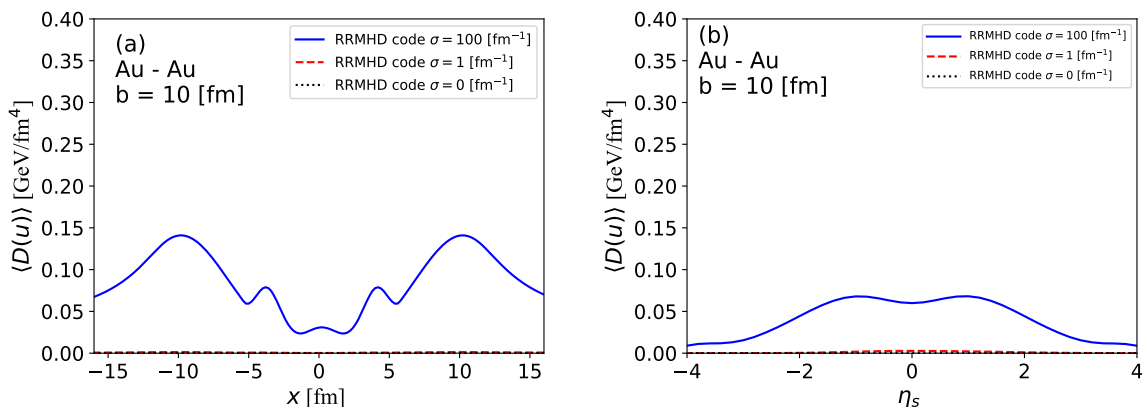 (a)
Au - Au
b = 10 [fm]
RRMHD code σ = 100 [fm⁻¹]
RRMHD code σ = 1 [fm⁻¹]
RRMHD code σ = 0 [fm⁻¹]
⟨D(u)⟩ [GeV/fm⁴]
0.40
0.35
0.30
0.25
0.20
0.15
0.10
0.05
0.00
−15 −10 −5 0 5 10 15
x [fm]
(b)
Au - Au
b = 10 [fm]
RRMHD code σ = 100 [fm⁻¹]
RRMHD code σ = 1 [fm⁻¹]
RRMHD code σ = 0 [fm⁻¹]
⟨D(u)⟩ [GeV/fm⁴]
0.40
0.35
0.30
0.25
0.20
0.15
0.10
0.05
0.00
−4 −2 0 2 4
ηₛ